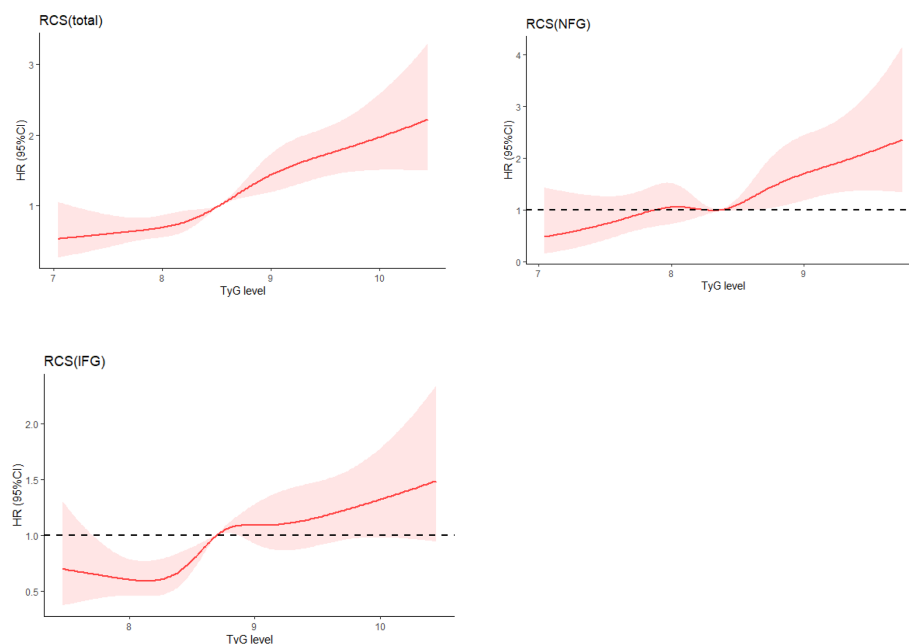 RCS(total)
3
2
1
HR (95%CI)
7 8 9 10
TyG level
RCS(NFG)
4
3
2
1
0
HR (95%CI)
7 8 9
TyG level
RCS(IFG)
2.0
1.5
1.0
0.5
HR (95%CI)
8 9 10
TyG level